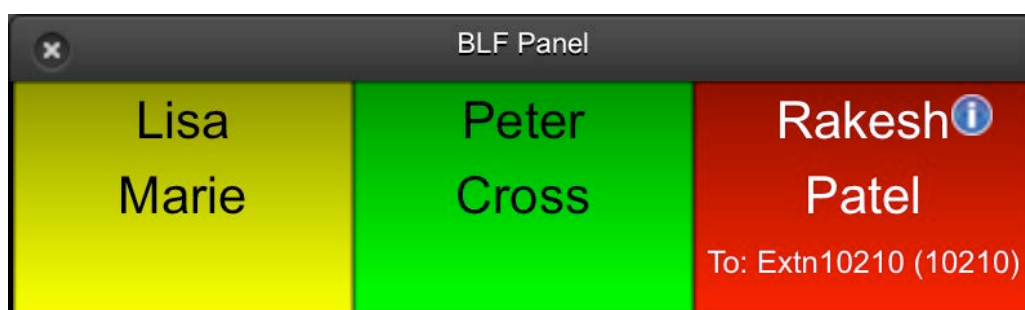 BLF Panel
Lisa
Marie
Peter
Cross
Rakesh
Patel
To: Extn10210 (10210)